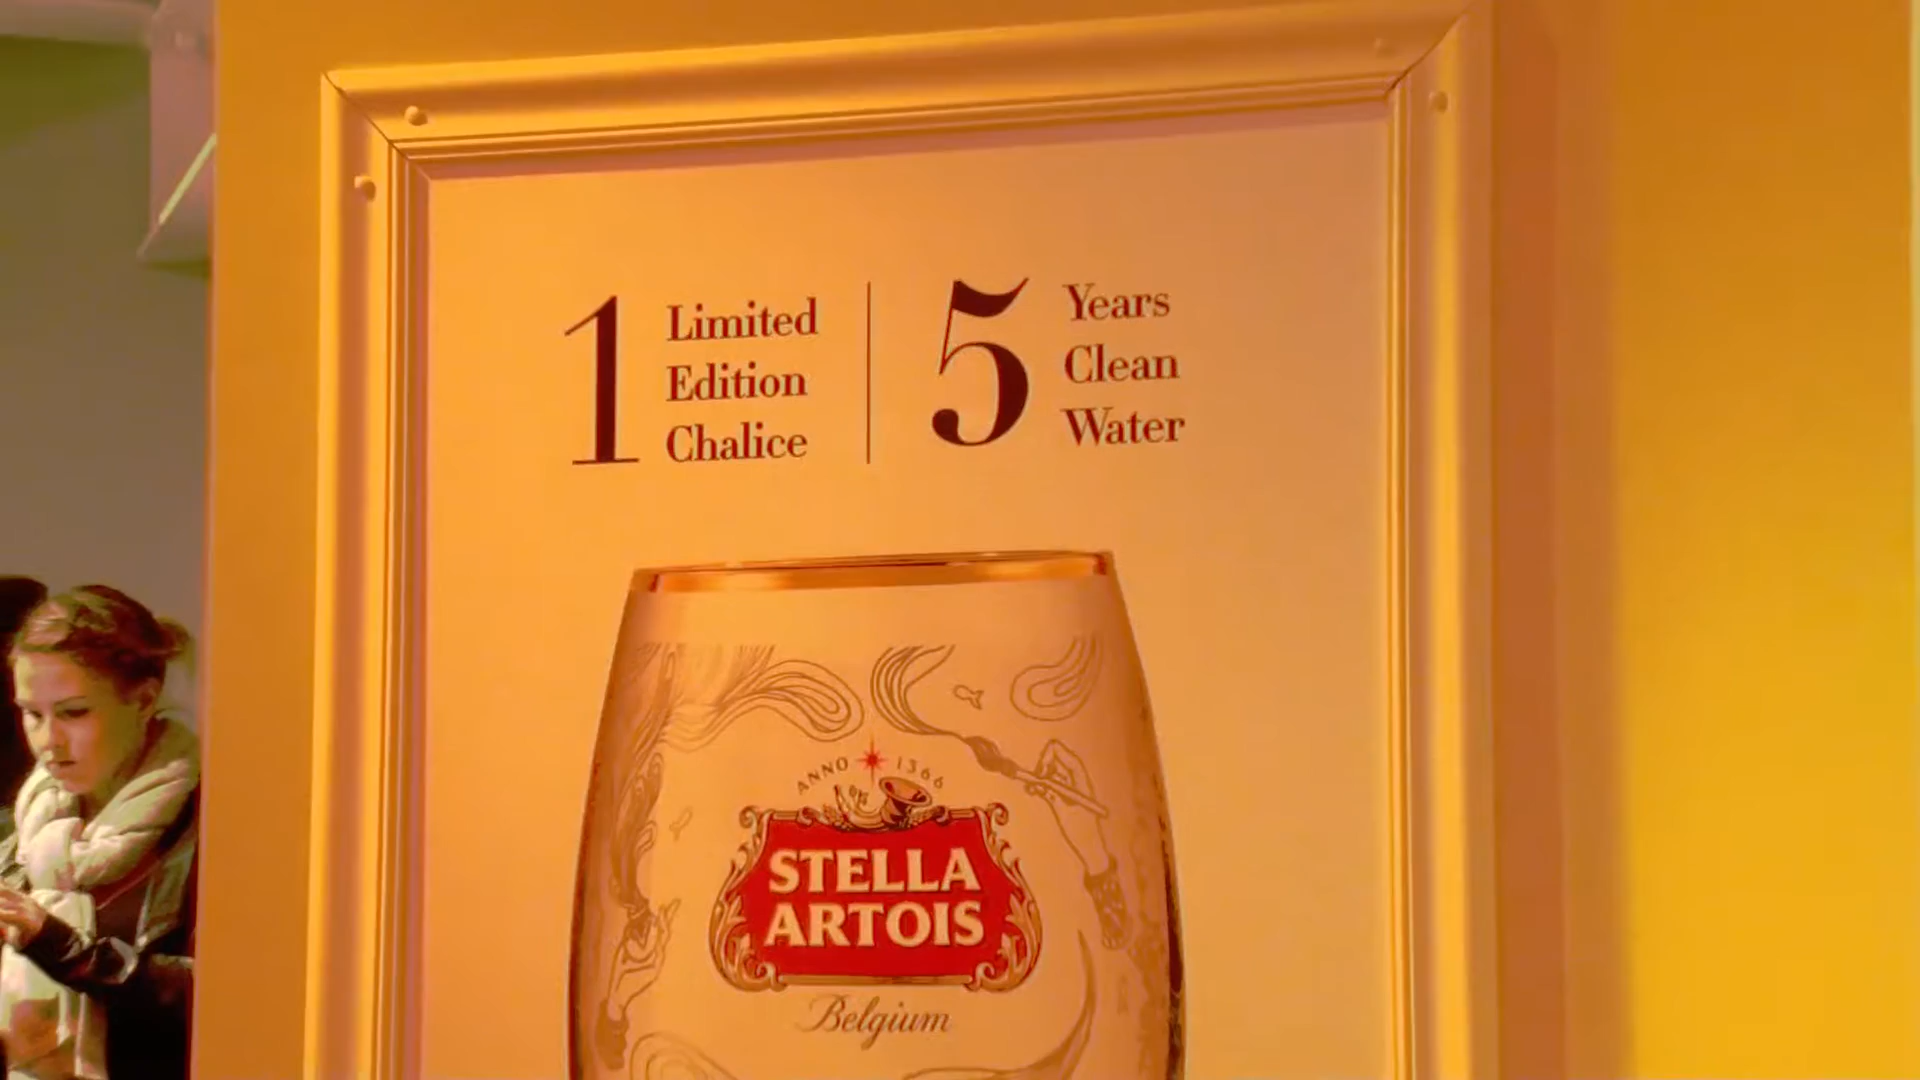 1
Limited
Edition
Chalice
5
Years
Clean
Water
ANNO 1366
STELLA
ARTOIS
Belgium